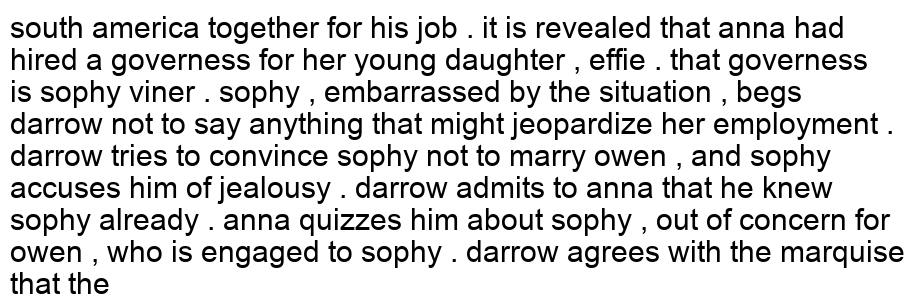 south america together for his job . it is revealed that anna had
hired a governess for her young daughter , effie . that governess
is sophy viner . sophy , embarrassed by the situation , begs
darrow not to say anything that might jeopardize her employment .
darrow tries to convince sophy not to marry owen , and sophy
accuses him of jealousy . darrow admits to anna that he knew
sophy already . anna quizzes him about sophy , out of concern for
owen , who is engaged to sophy . darrow agrees with the marquise
that the